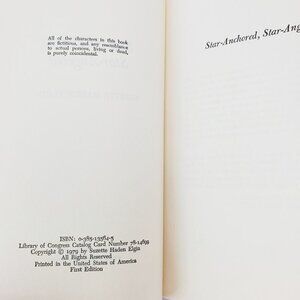 All of the characters in this book
are fictitious, and any resemblance
to actual persons, living or dead,
is purely coincidental.
ISBN: 0-385-13564-5
Library of Congress Catalog Card Number 78-1499
Copyright © 1979 by Suzette Haden Elgin
All Rights Reserved
Printed in the United States of America
First Edition
Star-Anchored, Star-Ang